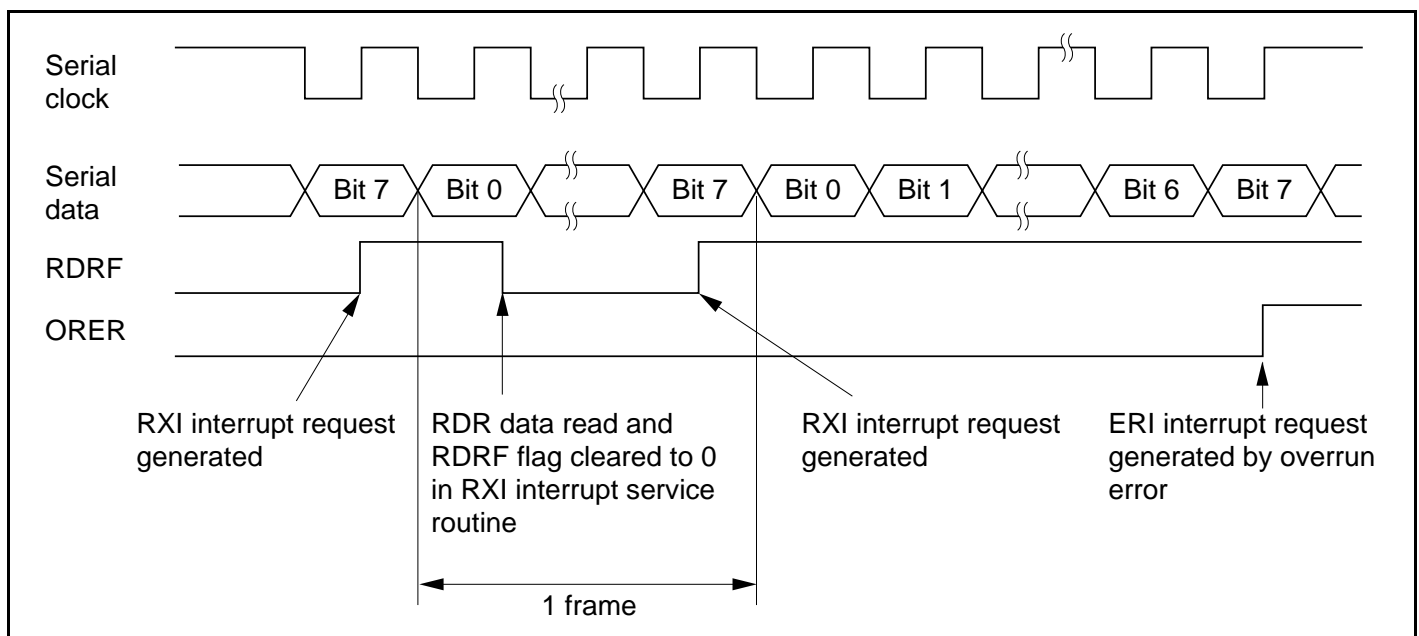 Serial
clock
Serial
data
Bit 7
Bit 0
Bit 7
Bit 0
Bit 1
Bit 6
Bit 7
RDRF
ORER
RXI interrupt request
generated
RDR data read and
RDRF flag cleared to 0
in RXI interrupt service
routine
RXI interrupt request
generated
ERI interrupt request
generated by overrun
error
1 frame